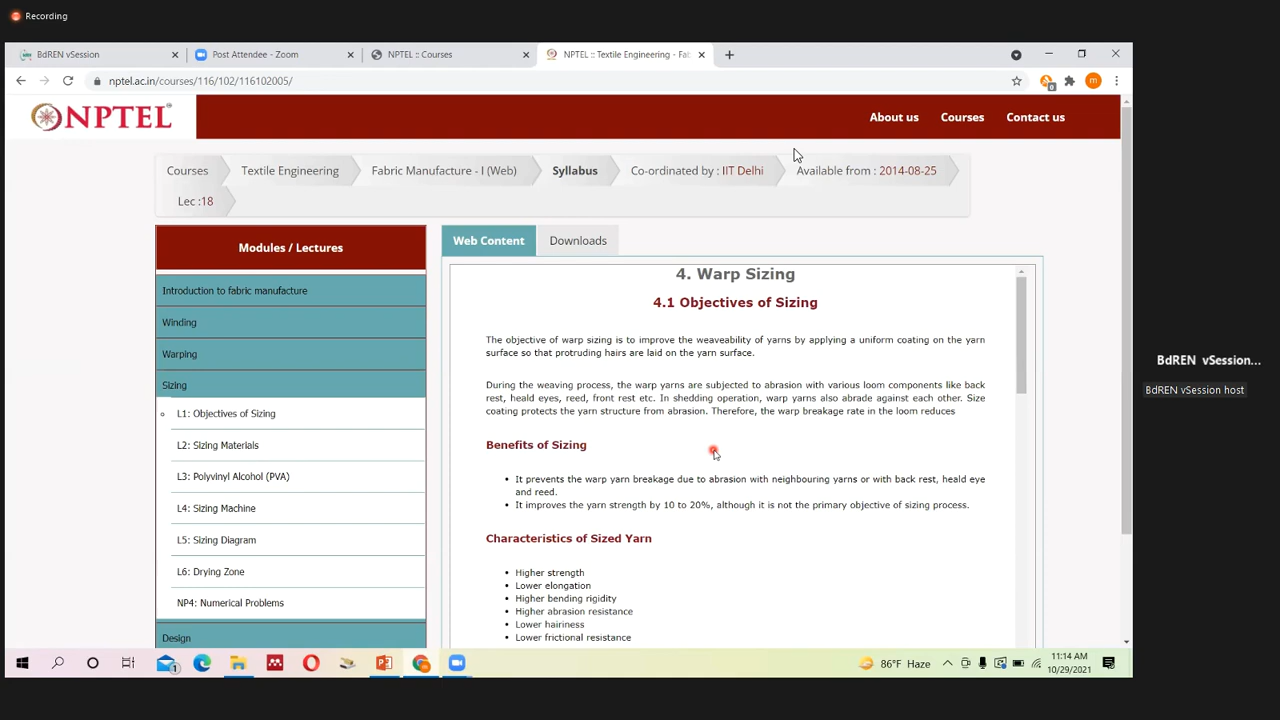 Recording
BdREN vSession
Post Attendee - Zoom
NPTEL :: Courses
NPTEL :: Textile Engineering - Fab
nptel.ac.in/courses/116/102/116102005/
0
m
NPTEL
About us
Courses
Contact us
Courses
Textile Engineering
Fabric Manufacture - I (Web)
Syllabus
Co-ordinated by : IIT Delhi
Available from : 2014-08-25
Lec :18
Modules / Lectures
Introduction to fabric manufacture
Winding
Warping
Sizing
L1: Objectives of Sizing
L2: Sizing Materials
L3: Polyvinyl Alcohol (PVA)
L4: Sizing Machine
L5: Sizing Diagram
L6: Drying Zone
NP4: Numerical Problems
Design
Web Content
Downloads
4. Warp Sizing
4.1 Objectives of Sizing
The objective of warp sizing is to improve the weaveability of yarns by applying a uniform coating on the yarn
surface so that protruding hairs are laid on the yarn surface.
During the weaving process, the warp yarns are subjected to abrasion with various loom components like back
rest, heald eyes, reed, front rest etc. In shedding operation, warp yarns also abrade against each other. Size
coating protects the yarn structure from abrasion. Therefore, the warp breakage rate in the loom reduces
Benefits of Sizing
• It prevents the warp yarn breakage due to abrasion with neighbouring yarns or with back rest, heald eye
and reed.
• It improves the yarn strength by 10 to 20%, although it is not the primary objective of sizing process.
Characteristics of Sized Yarn
• Higher strength
• Lower elongation
• Higher bending rigidity
• Higher abrasion resistance
• Lower hairiness
• Lower frictional resistance
BdREN vSession...
BdREN vSession host
1
86°F Haze
11:14 AM
10/29/2021